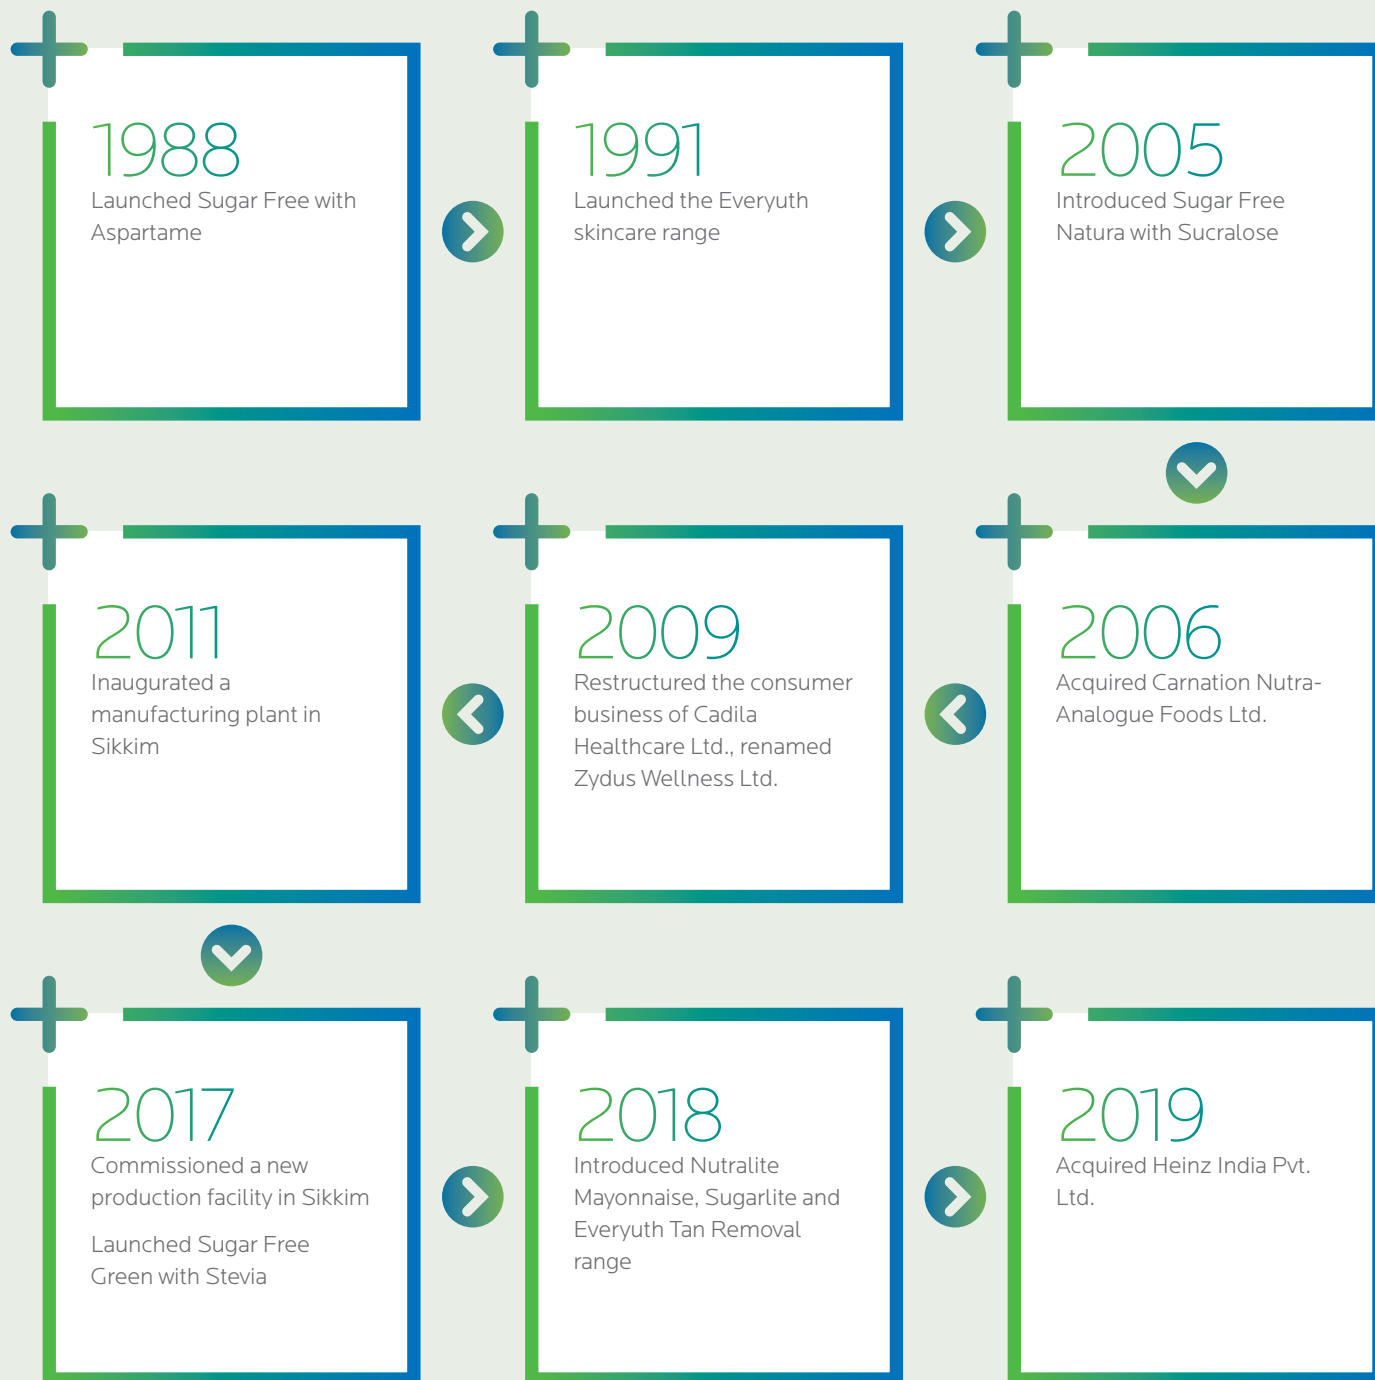 1988
Launched Sugar Free with
Aspartame
1991
Launched the Everyuth
skincare range
2005
Introduced Sugar Free
Natura with Sucralose
2006
Acquired Carnation Nutra-
Analogue Foods Ltd.
2009
Restructured the consumer
business of Cadila
Healthcare Ltd., renamed
Zydus Wellness Ltd.
2011
Inaugurated a
manufacturing plant in
Sikkim
2017
Commissioned a new
production facility in Sikkim
Launched Sugar Free
Green with Stevia
2018
Introduced Nutralite
Mayonnaise, Sugarlite and
Everyuth Tan Removal
range
2019
Acquired Heinz India Pvt.
Ltd.